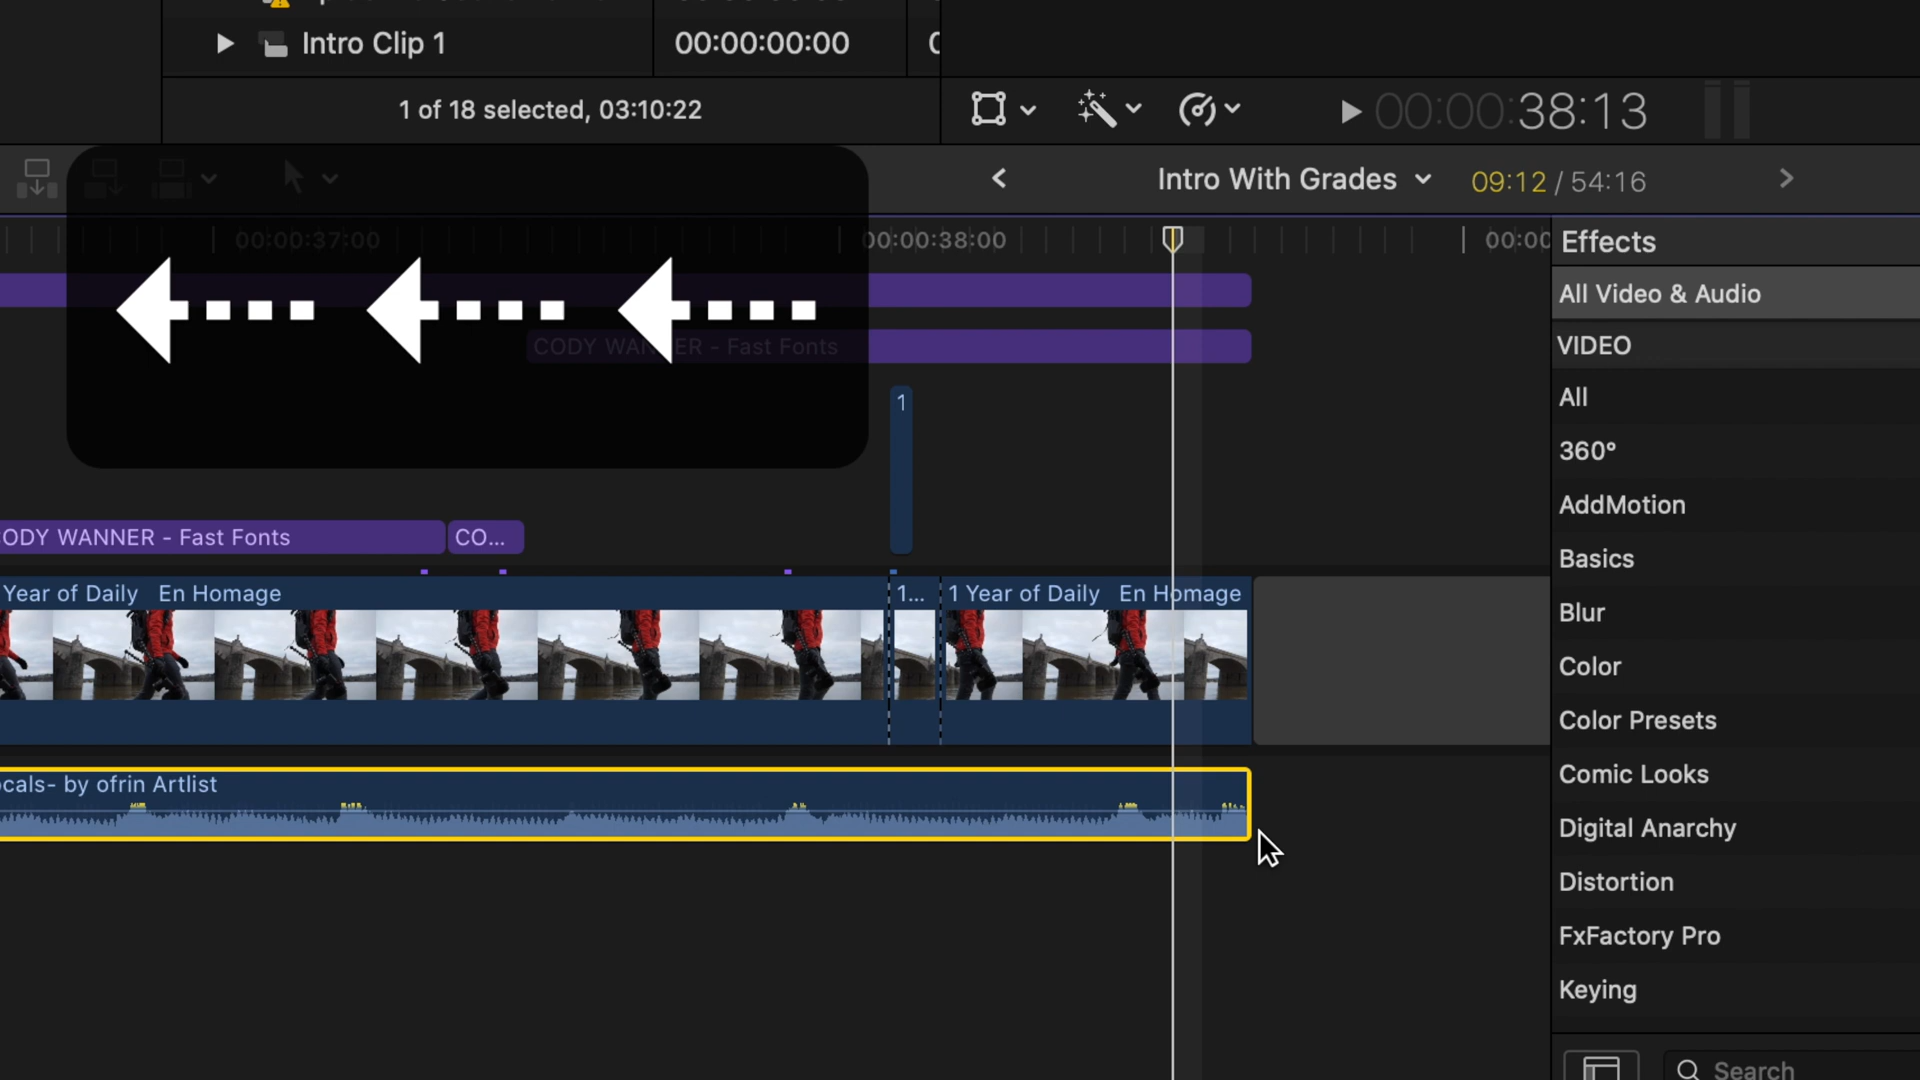 Intro Clip 1
00:00:00:00
1 of 18 selected, 03:10:22
00:00:38:13
Intro With Grades
09:12 / 54:16
00:00:37:00
00:00:38:00
00:00
Effects
All Video & Audio
CODY WANNER - Fast Fonts
VIDEO
All
1
360°
AddMotion
ODY WANNER - Fast Fonts
CO...
Basics
Year of Daily En Homage
1...
1 Year of Daily En Homage
Blur
Color
Color Presets
Comic Looks
ocals- by ofrin Artlist
Digital Anarchy
Distortion
FxFactory Pro
Keying
Search